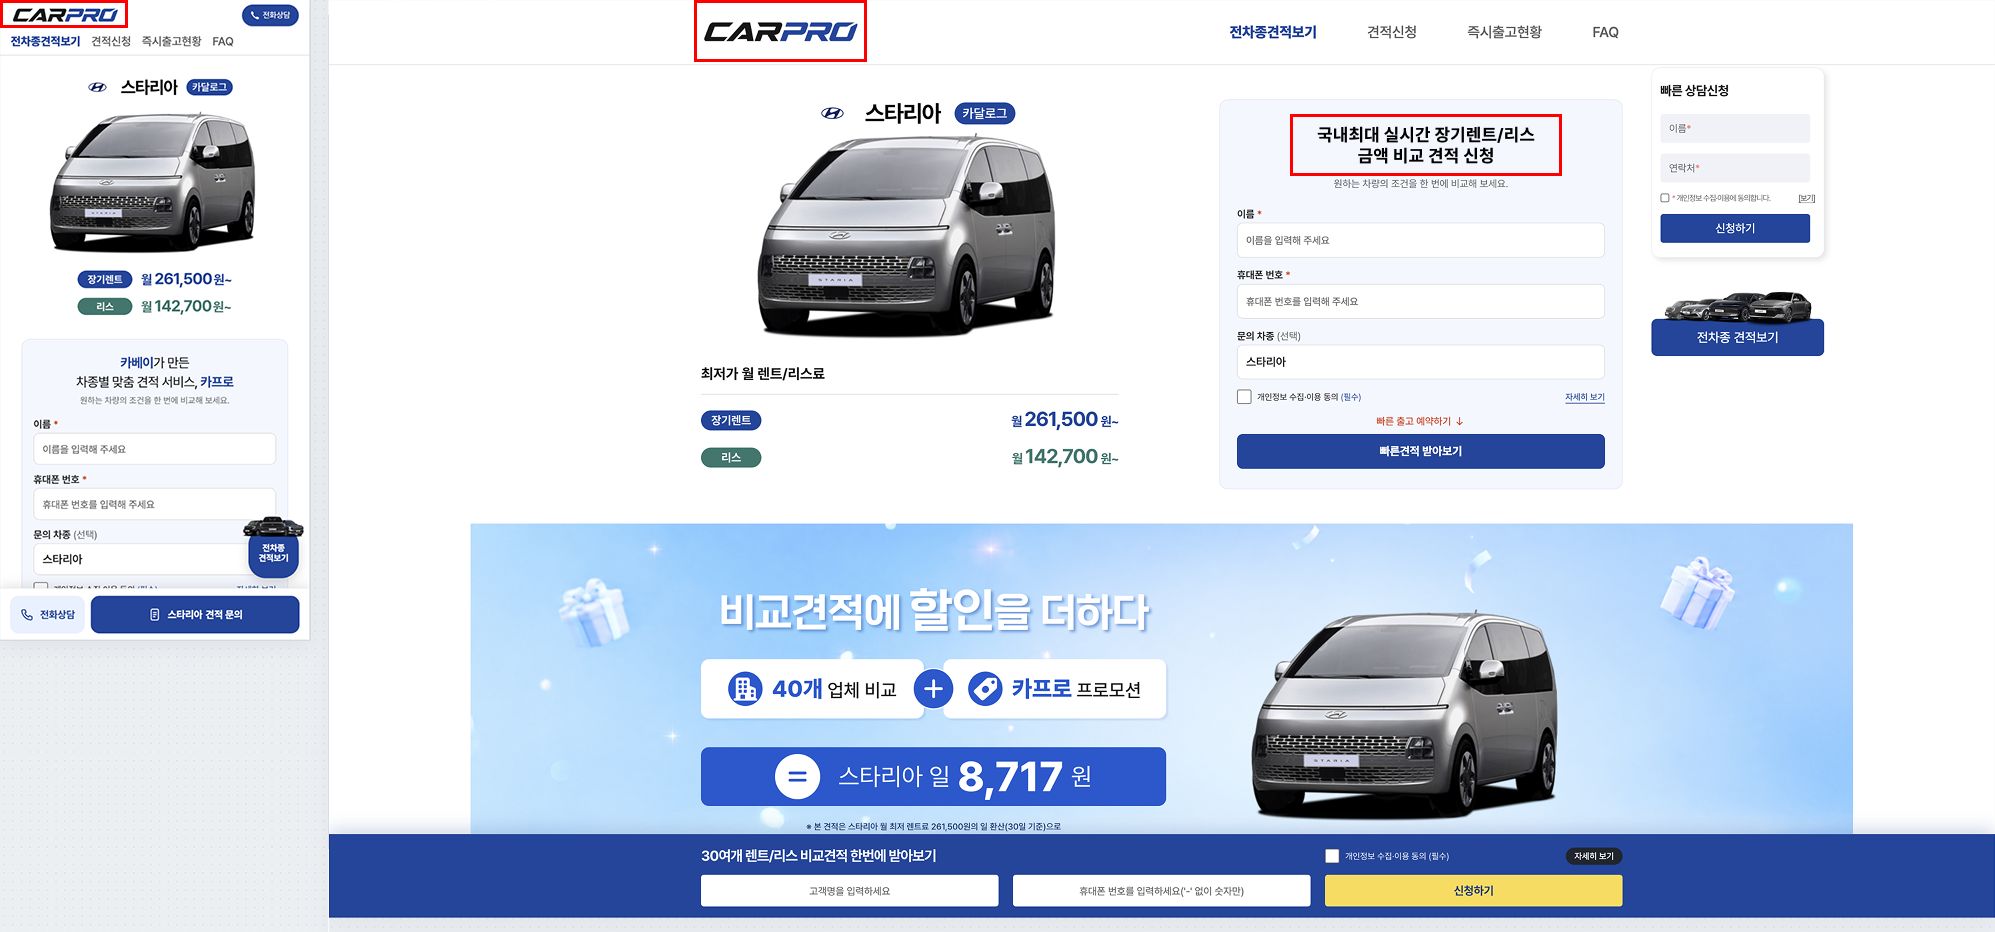 CARPRO
전화상담
전차종견적보기 견적신청 즉시출고현황 FAQ
스타리아 카달로그
STARIA
장기렌트 월 261,500원~
리스 월 142,700원~
카베이가 만든
차종별 맞춤 견적 서비스, 카프로
원하는 차량의 조건을 한 번에 비교해 보세요.
이름 *
이름을 입력해 주세요
휴대폰 번호 *
휴대폰 번호를 입력해 주세요
문의 차종 (선택)
스타리아
전차종
견적보기
전화상담
스타리아 견적 문의
CARPRO
전차종견적보기 견적신청 즉시출고현황 FAQ
스타리아 카달로그
STARIA
최저가 월 렌트/리스료
장기렌트 월 261,500 원~
리스 월 142,700 원~
국내최대 실시간 장기렌트/리스
금액 비교 견적 신청
원하는 차량의 조건을 한 번에 비교해 보세요.
이름 *
이름을 입력해 주세요
휴대폰 번호 *
휴대폰 번호를 입력해 주세요
문의 차종 (선택)
스타리아
개인정보 수집·이용 동의 (필수) 자세히 보기
빠른 출고 예약하기 ↓
빠른견적 받아보기
빠른 상담신청
이름*
연락처*
* 개인정보 수집·이용에 동의합니다. [보기]
신청하기
전차종 견적보기
비교견적에 할인을 더하다
40개 업체 비교 + 카프로 프로모션
= 스타리아 일 8,717 원
※ 본 견적은 스타리아 월 최저 렌트료 261,500원의 일 환산(30일 기준)으로
STARIA
30여개 렌트/리스 비교견적 한번에 받아보기
개인정보 수집·이용 동의 (필수) 자세히 보기
고객명을 입력하세요
휴대폰 번호를 입력하세요('-' 없이 숫자만)
신청하기